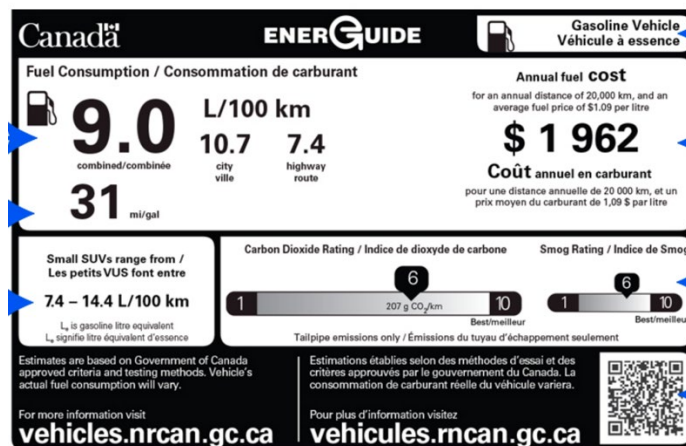 Canada
ENERGUIDE
Gasoline Vehicle
Véhicule à essence
Fuel Consumption / Consommation de carburant
9.0
combined/combinée
L/100 km
10.7
city
ville
7.4
highway
route
31 mi/gal
Annual fuel cost
for an annual distance of 20,000 km, and an
average fuel price of $1.09 per litre
$ 1 962
Coût annuel en carburant
pour une distance annuelle de 20 000 km, et un
prix moyen du carburant de 1,09 $ par litre
Small SUVs range from /
Les petits VUS font entre
7.4 – 14.4 L/100 km
Lₑ is gasoline litre equivalent
Lₑ signifie litre équivalent d'essence
Carbon Dioxide Rating / Indice de dioxyde de carbone
6
1
207 g CO₂/km
10
Best/meilleur
Smog Rating / Indice de Smog
6
1
10
Best/meilleur
Tailpipe emissions only / Émissions du tuyau d'échappement seulement
Estimates are based on Government of Canada
approved criteria and testing methods. Vehicle's
actual fuel consumption will vary.
For more information visit
vehicles.nrcan.gc.ca
Estimations établies selon des méthodes d'essai et des
critères approuvés par le gouvernement du Canada. La
consommation de carburant réelle du véhicule variera.
Pour plus d'information visitez
vehicules.rncan.gc.ca